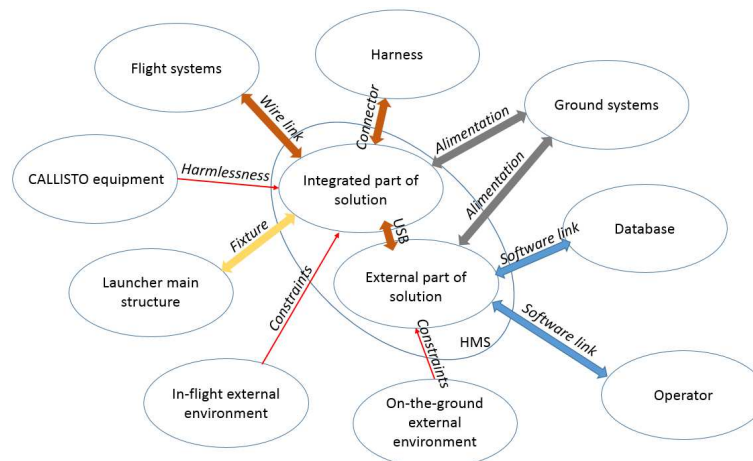 Harness
Flight systems
Ground systems
Wire link
Connector
Alimentation
CALLISTO equipment
Harmlessness
Integrated part of
solution
Alimentation
USB
Fixture
Software link
Database
Launcher main
structure
External part of
solution
Constraints
Constraints
HMS
Software link
In-flight external
environment
Operator
On-the-ground
external
environment